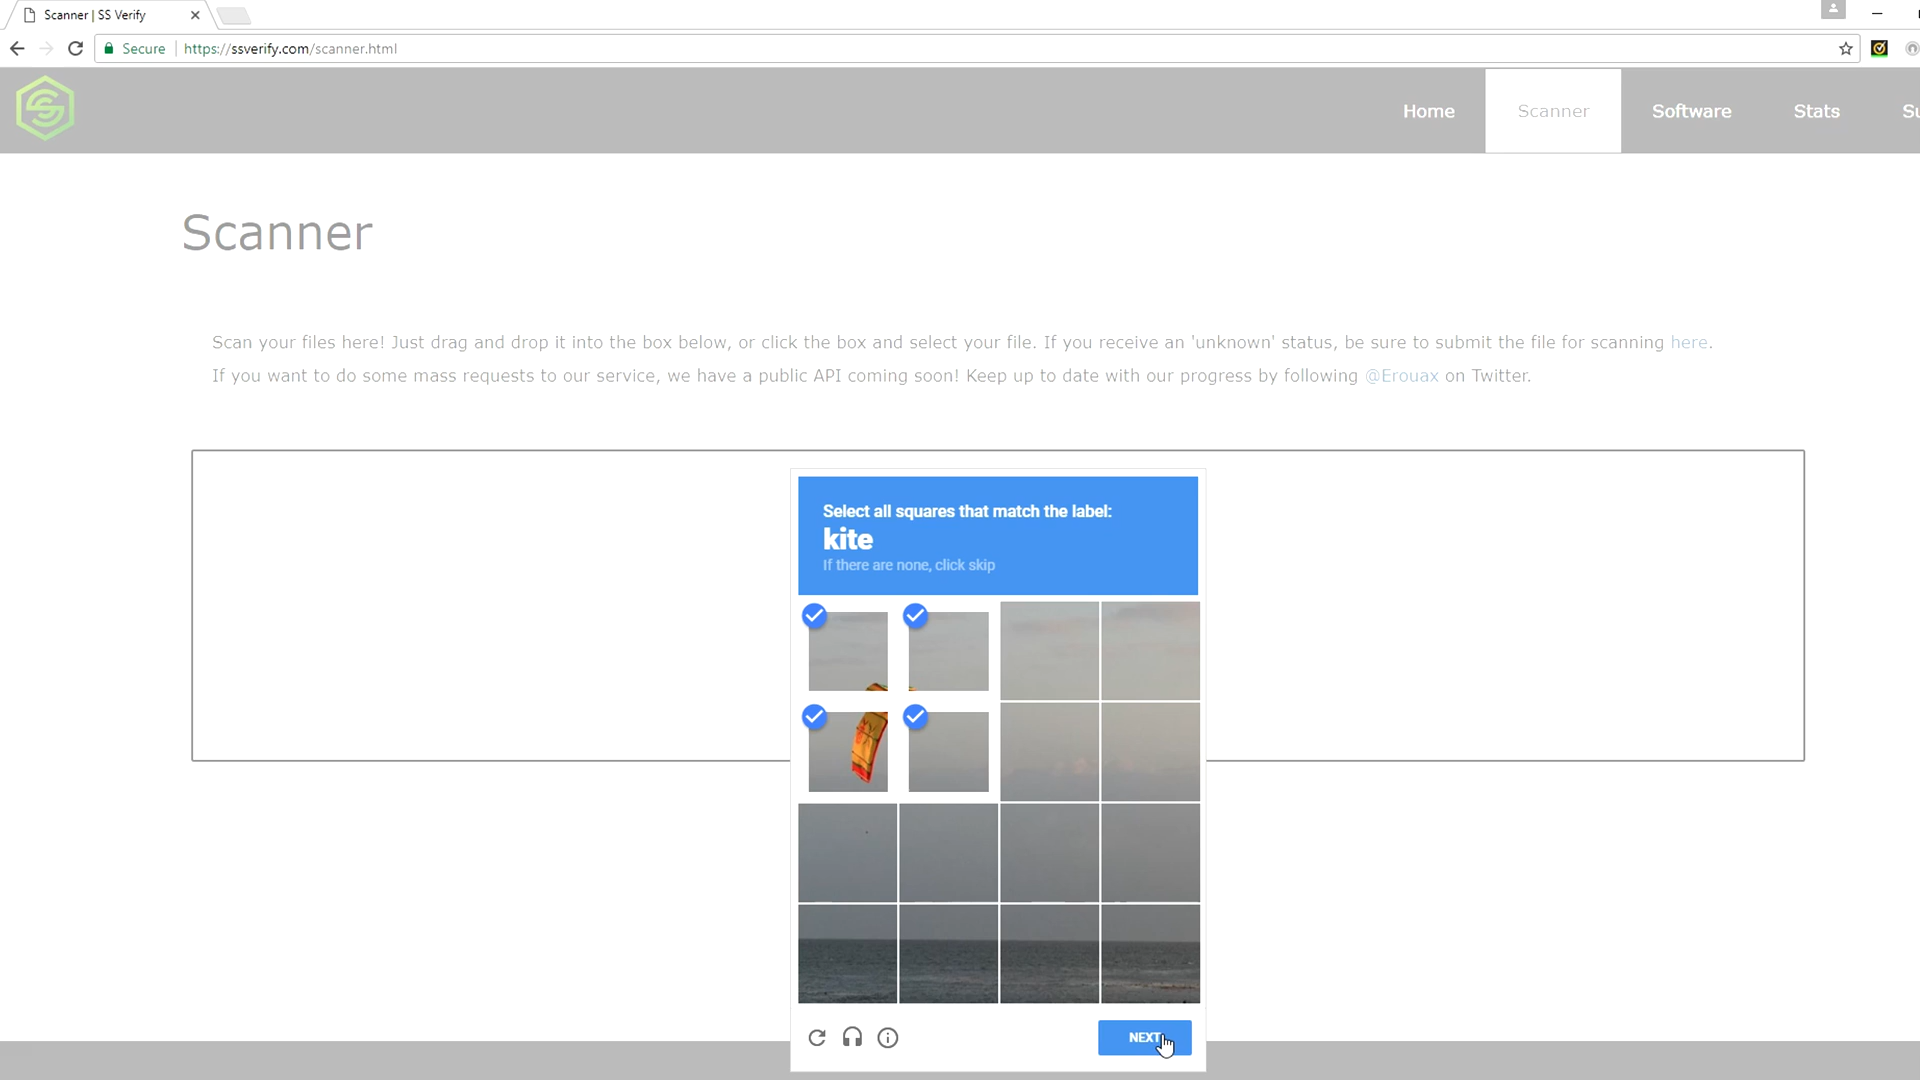 Scanner | SS Verify
Secure https://ssverify.com/scanner.html
Home Scanner Software Stats Su
Scanner
Scan your files here! Just drag and drop it into the box below, or click the box and select your file. If you receive an 'unknown' status, be sure to submit the file for scanning here.
If you want to do some mass requests to our service, we have a public API coming soon! Keep up to date with our progress by following @Erouax on Twitter.
Select all squares that match the label:
kite
If there are none, click skip
NEXT